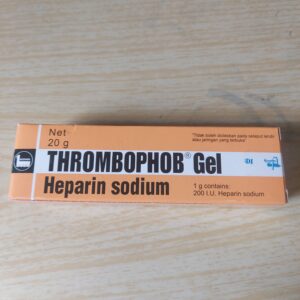 Net
20 g
"Tidak boleh dioleskan pada selaput lendir
atau jaringan yang terbuka"
THROMBOPHOB® Gel
Heparin sodium
1 g contains:
200 I.U. Heparin sodium